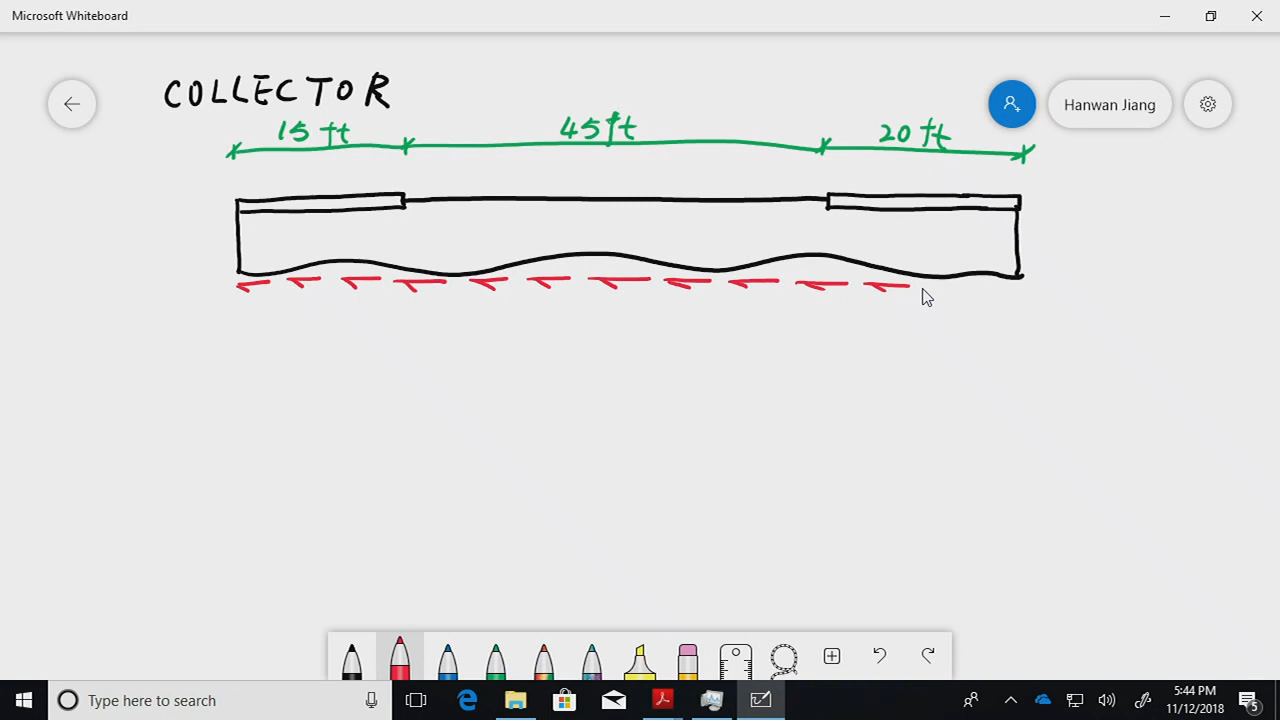 Microsoft Whiteboard
COLLECTOR
Hanwan Jiang
15 ft
45 ft
20 ft
Type here to search
5:44 PM
11/12/2018
5